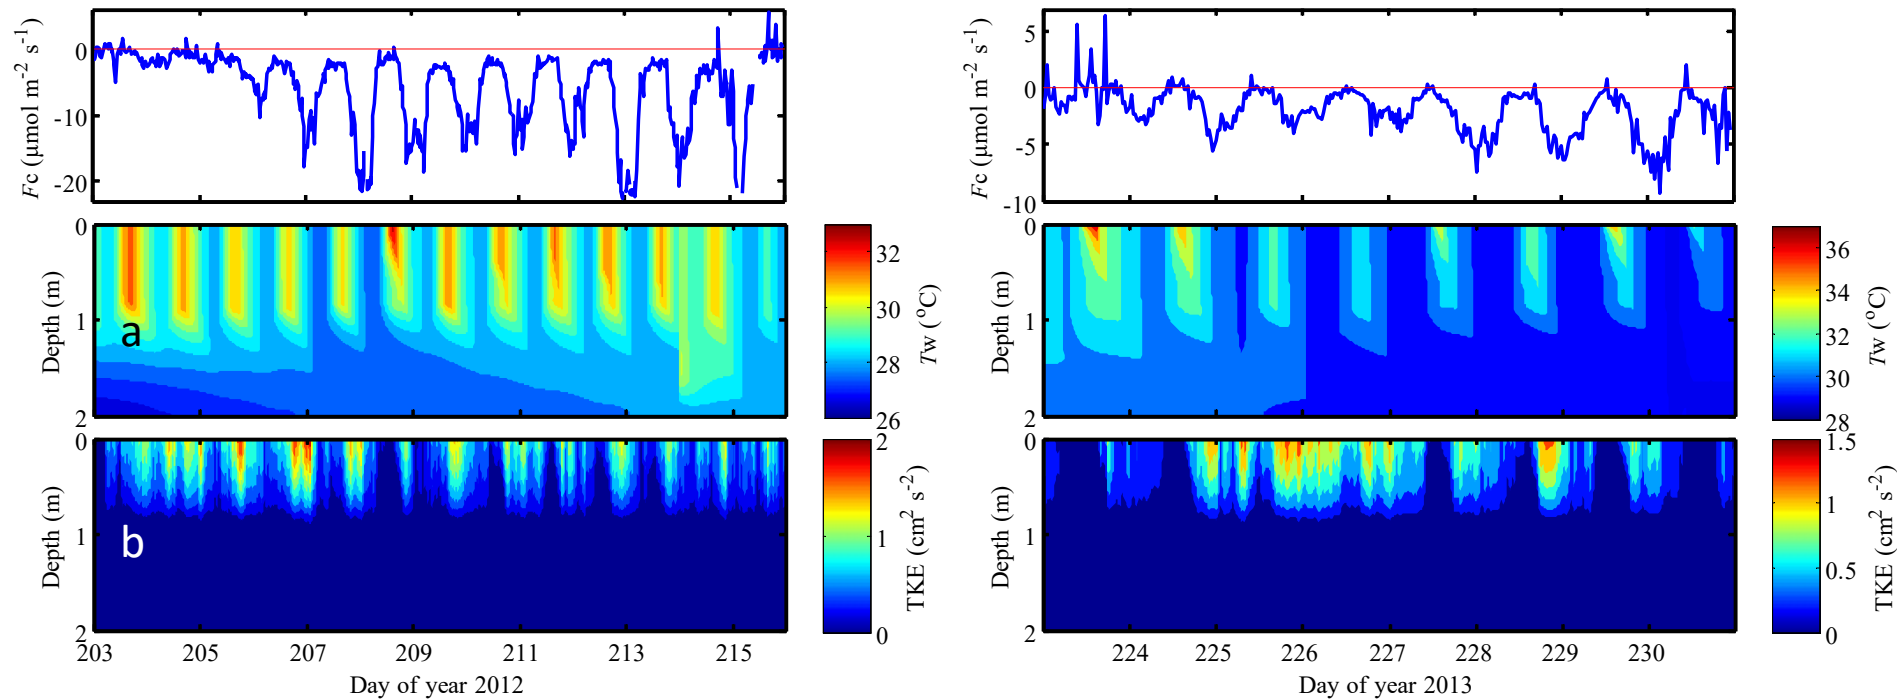 Fc (μmol m-2 s-1)
0
-10
-20
Depth (m)
0
1
2
a
Tw (oC)
32
30
28
26
Depth (m)
0
1
2
b
TKE (cm2 s-2)
2
1
0
203 205 207 209 211 213 215
Day of year 2012
Fc (μmol m-2 s-1)
5
0
-5
-10
Depth (m)
0
1
2
Tw (oC)
36
34
32
30
28
Depth (m)
0
1
2
TKE (cm2 s-2)
1.5
1
0.5
0
224 225 226 227 228 229 230
Day of year 2013